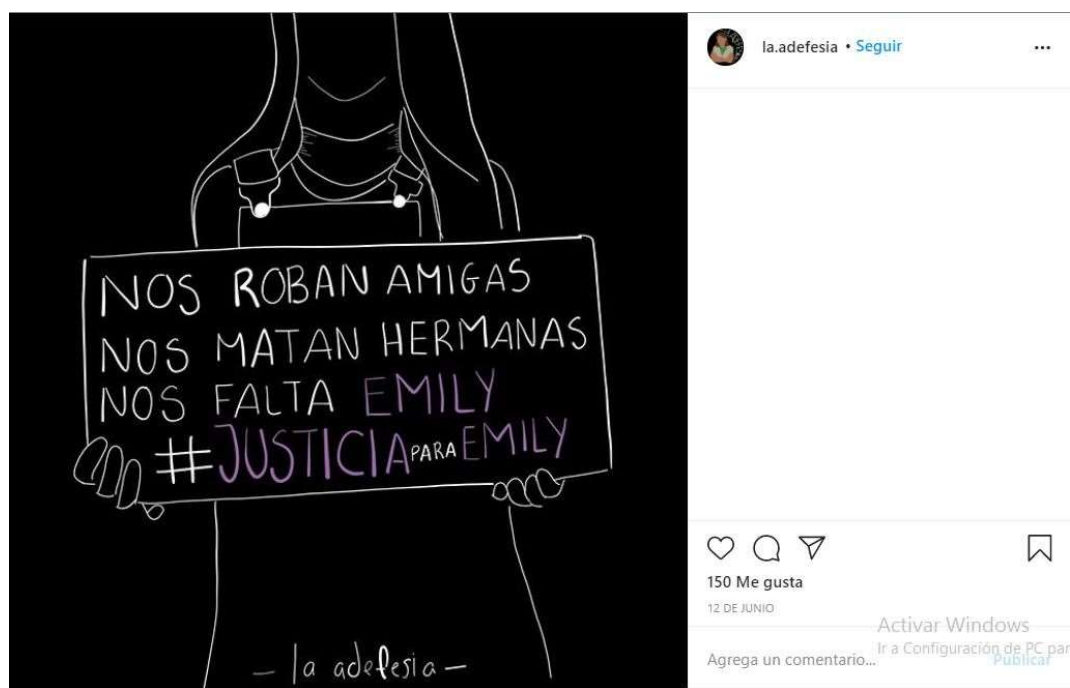 la.adefesia • Seguir
NOS ROBAN AMIGAS
NOS MATAN HERMANAS
NOS FALTA EMILY
#JUSTICIA PARA EMILY
— la adefesia —
150 Me gusta
12 DE JUNIO
Activar Windows
Ir a Configuración de PC par
Agrega un comentario...
Publicar